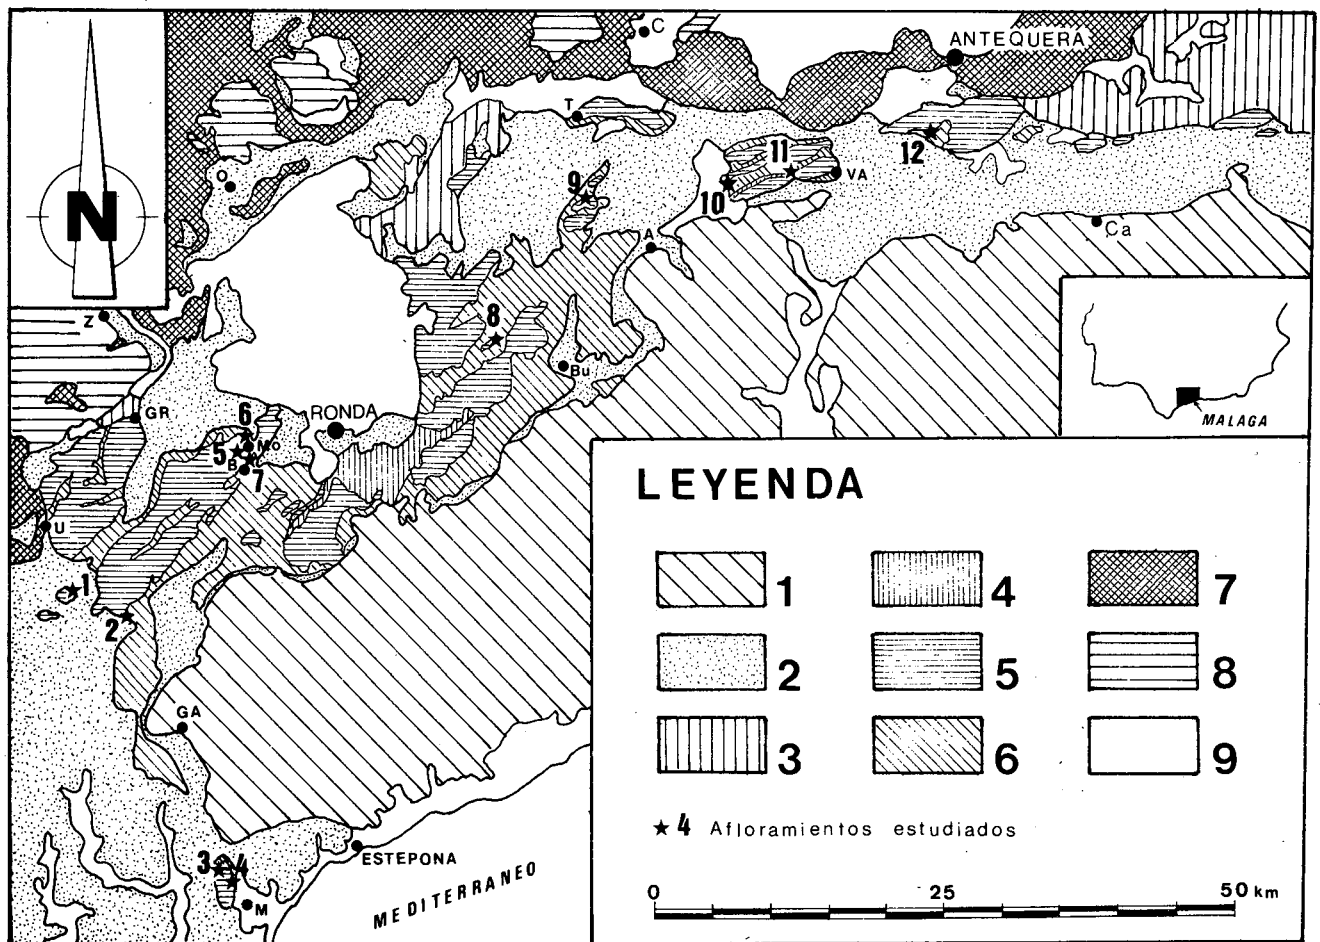 C
ANTEQUERA
T
O
N
11
12
VA
9
10
A
Ca
Z
8
Bu
GR
6
RONDA
MALAGA
Mo
5
B
7
LEYENDA
U
1
2
1
4
7
2
5
8
GA
3
6
9
★ 4 Afloramientos estudiados
3
4
ESTEPONA
M
MEDITERRANEO
0 25 50 km